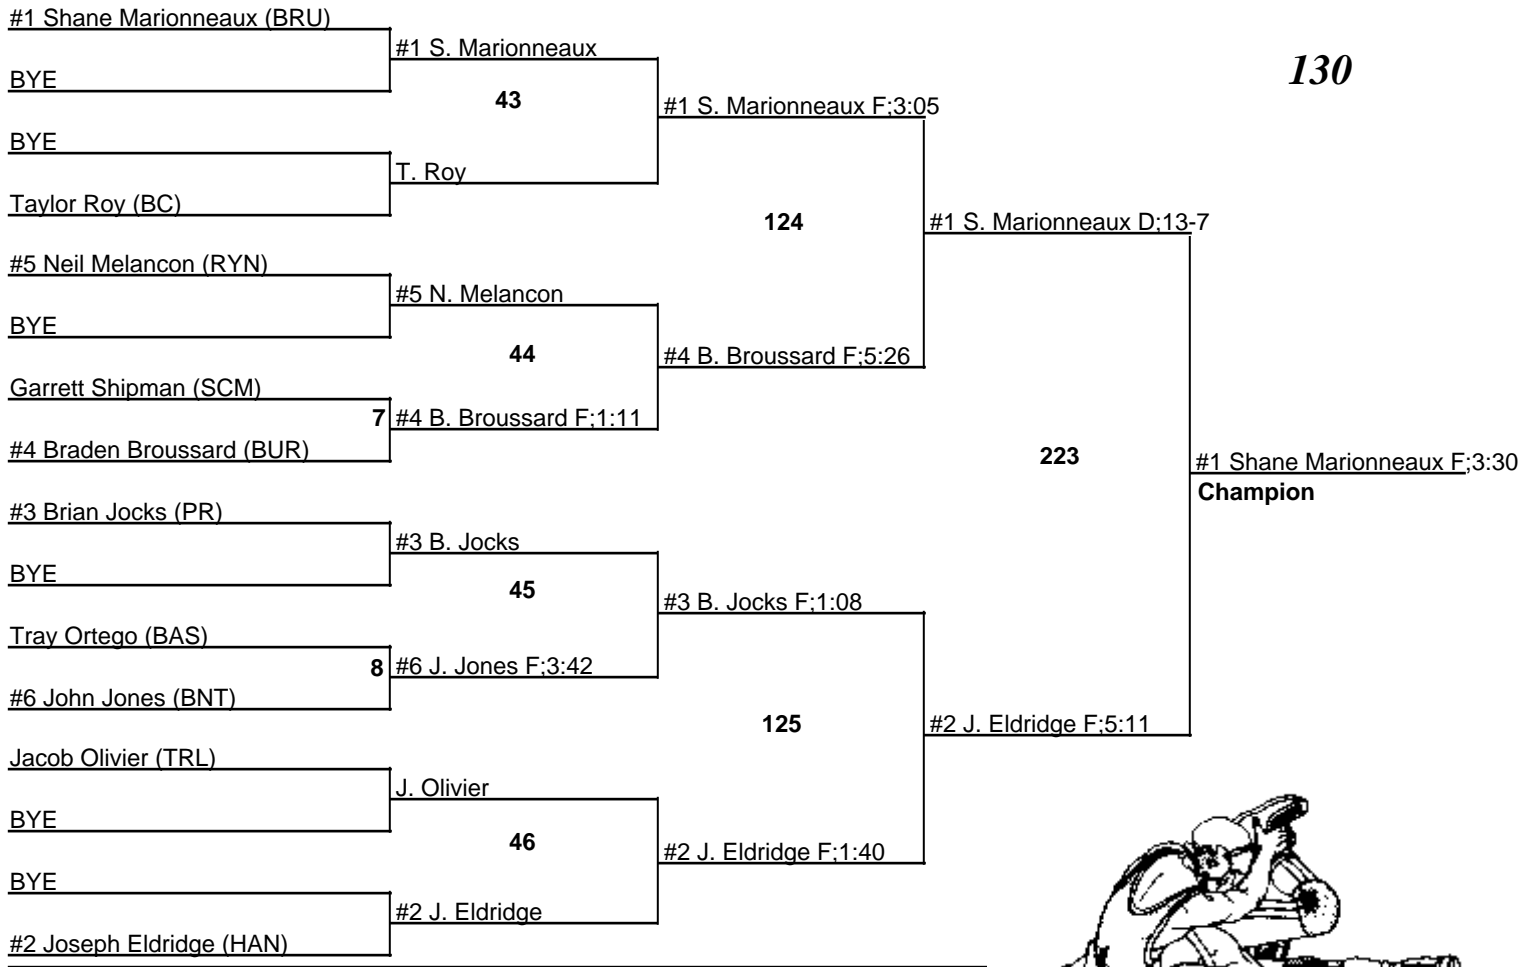 #1 Shane Marionneaux (BRU)
BYE
BYE
Taylor Roy (BC)
#5 Neil Melancon (RYN)
BYE
Garrett Shipman (SCM)
#4 Braden Broussard (BUR)
#3 Brian Jocks (PR)
BYE
Tray Ortego (BAS)
#6 John Jones (BNT)
Jacob Olivier (TRL)
BYE
BYE
#2 Joseph Eldridge (HAN)
#1 S. Marionneaux
43
T. Roy
#5 N. Melancon
44
7 #4 B. Broussard F;1:11
#3 B. Jocks
45
8 #6 J. Jones F;3:42
J. Olivier
46
#2 J. Eldridge
#1 S. Marionneaux F;3:05
124
#4 B. Broussard F;5:26
#3 B. Jocks F;1:08
125
#2 J. Eldridge F;1:40
#1 S. Marionneaux D;13-7
223
#2 J. Eldridge F;5:11
130
#1 Shane Marionneaux F;3:30
Champion